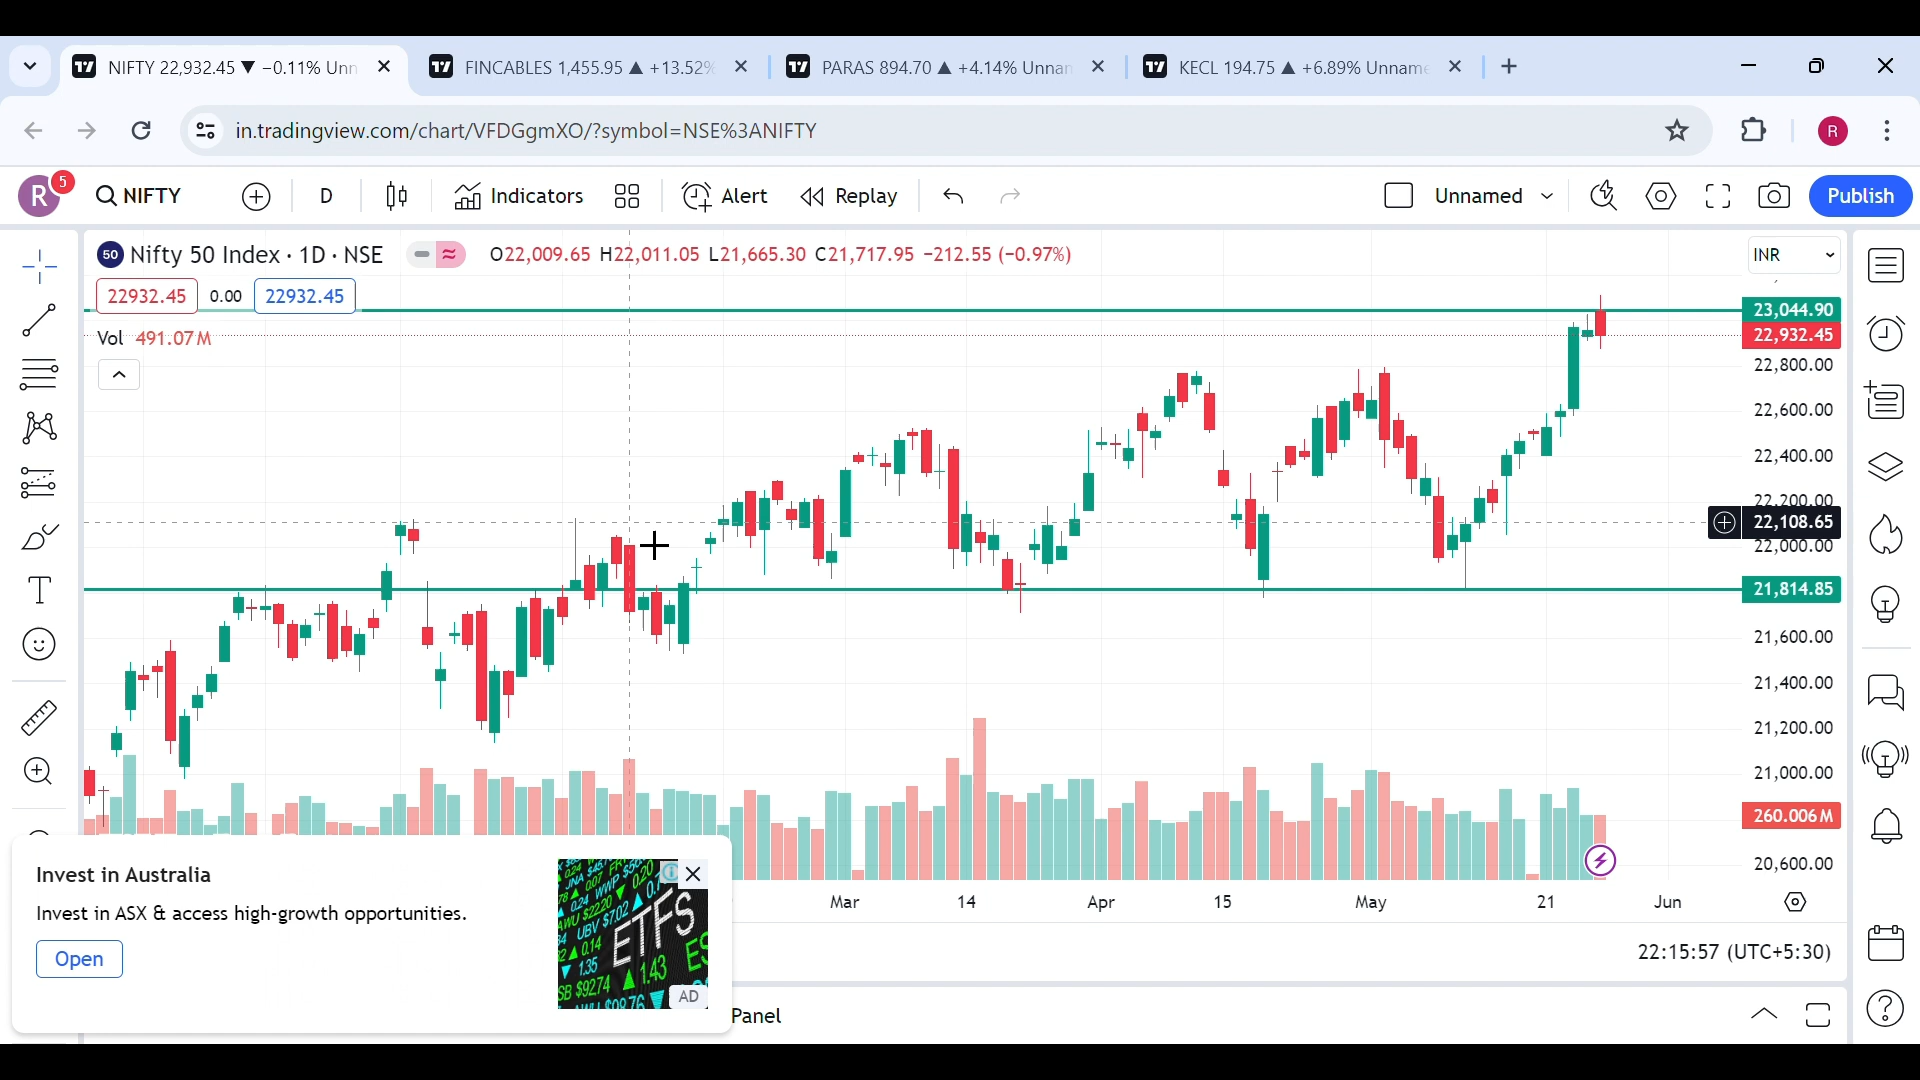 NIFTY 22,932.45 ▼ −0.11% Unn
FINCABLES 1,455.95 ▲ +13.52%
PARAS 894.70 ▲ +4.14% Unnan
KECL 194.75 ▲ +6.89% Unname
in.tradingview.com/chart/VFDGgmXO/?symbol=NSE%3ANIFTY
R
R
5
NIFTY
D
Indicators
Alert
Replay
Unnamed
Publish
50
Nifty 50 Index · 1D · NSE
O22,009.65 H22,011.05 L21,665.30 C21,717.95 −212.55 (−0.97%)
INR
22932.45
0.00
22932.45
Vol 491.07M
23,044.90
22,932.45
22,800.00
22,600.00
22,400.00
22,200.00
22,108.65
22,000.00
21,814.85
21,600.00
21,400.00
21,200.00
21,000.00
260.006M
20,600.00
Mar
14
Apr
15
May
21
Jun
22:15:57 (UTC+5:30)
Panel
Invest in Australia
Invest in ASX & access high-growth opportunities.
Open
ETFS
AD